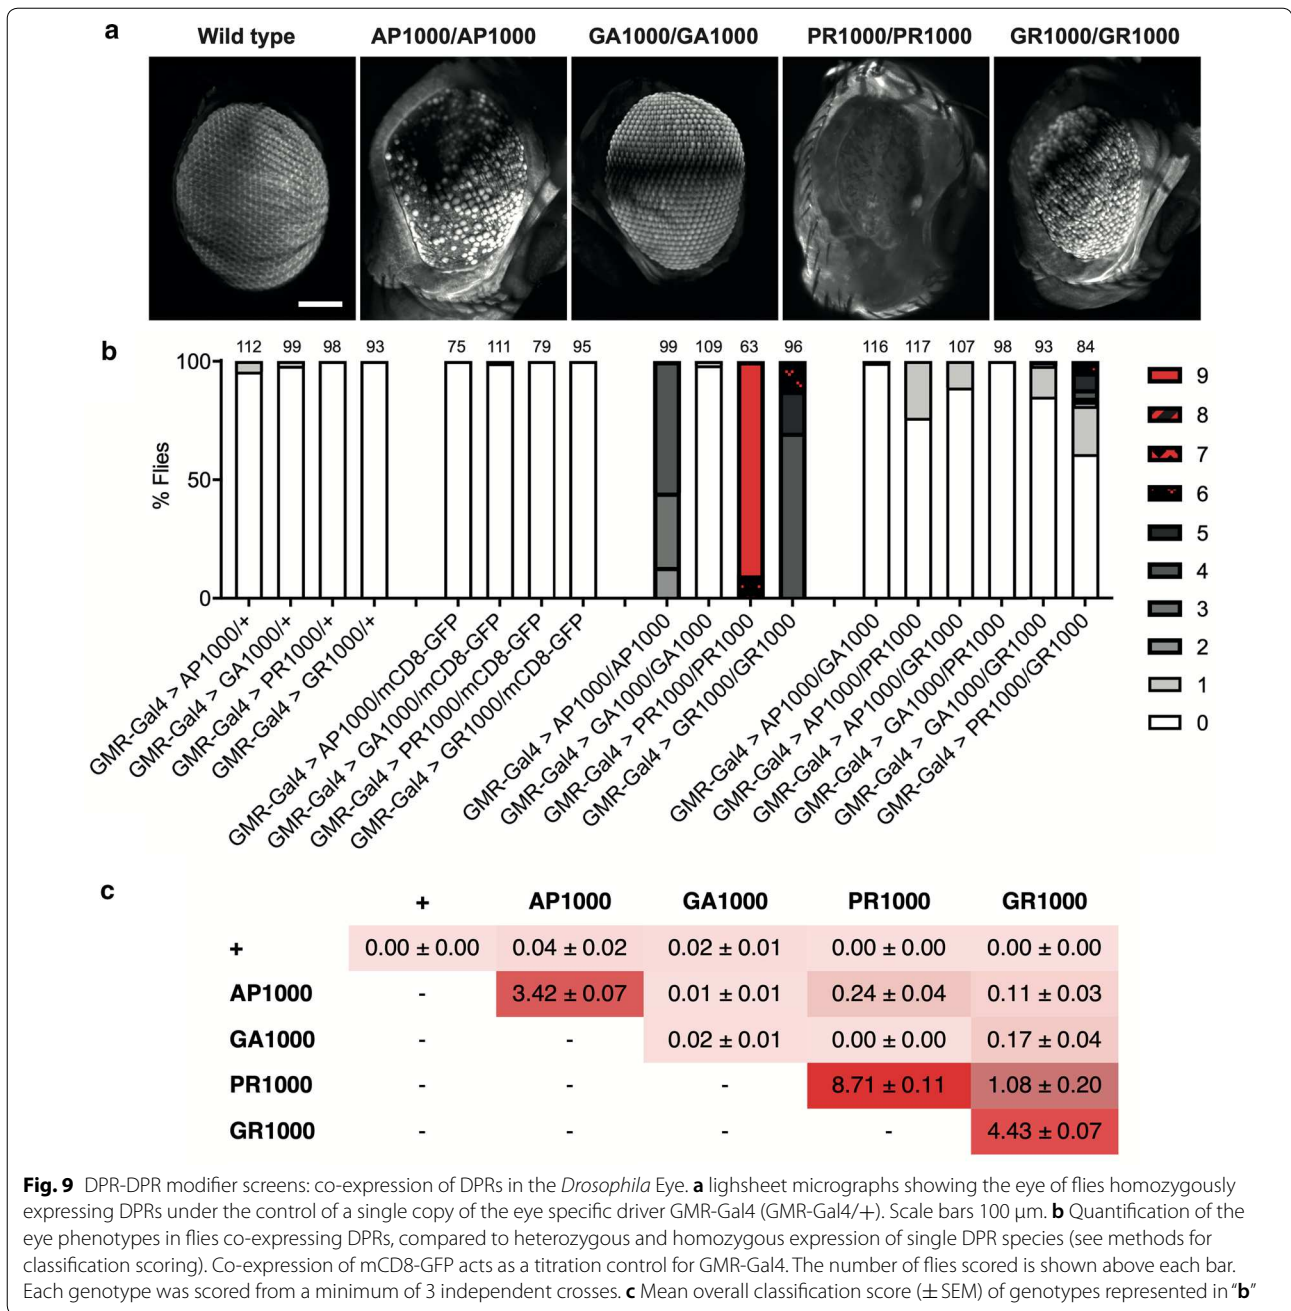 a
Wild type AP1000/AP1000 GA1000/GA1000 PR1000/PR1000 GR1000/GR1000
b
112 99 98 93 75 111 79 95 99 109 63 96 116 117 107 98 93 84
100
50
0
% Flies
9
8
7
6
5
4
3
2
1
0
GMR-Gal4 > AP1000/+
GMR-Gal4 > GA1000/+
GMR-Gal4 > PR1000/+
GMR-Gal4 > GR1000/+
GMR-Gal4 > AP1000/mCD8-GFP
GMR-Gal4 > GA1000/mCD8-GFP
GMR-Gal4 > PR1000/mCD8-GFP
GMR-Gal4 > GR1000/mCD8-GFP
GMR-Gal4 > AP1000/AP1000
GMR-Gal4 > GA1000/GA1000
GMR-Gal4 > PR1000/PR1000
GMR-Gal4 > GR1000/GR1000
GMR-Gal4 > AP1000/GA1000
GMR-Gal4 > AP1000/PR1000
GMR-Gal4 > AP1000/GR1000
GMR-Gal4 > GA1000/PR1000
GMR-Gal4 > GA1000/GR1000
GMR-Gal4 > PR1000/GR1000
c
+ AP1000 GA1000 PR1000 GR1000
+ 0.00 ± 0.00 0.04 ± 0.02 0.02 ± 0.01 0.00 ± 0.00 0.00 ± 0.00
AP1000 - 3.42 ± 0.07 0.01 ± 0.01 0.24 ± 0.04 0.11 ± 0.03
GA1000 - - 0.02 ± 0.01 0.00 ± 0.00 0.17 ± 0.04
PR1000 - - - 8.71 ± 0.11 1.08 ± 0.20
GR1000 - - - - 4.43 ± 0.07
Fig. 9 DPR-DPR modifier screens: co-expression of DPRs in the Drosophila Eye. a lighsheet micrographs showing the eye of flies homozygously
expressing DPRs under the control of a single copy of the eye specific driver GMR-Gal4 (GMR-Gal4/+). Scale bars 100 μm. b Quantification of the
eye phenotypes in flies co-expressing DPRs, compared to heterozygous and homozygous expression of single DPR species (see methods for
classification scoring). Co-expression of mCD8-GFP acts as a titration control for GMR-Gal4. The number of flies scored is shown above each bar.
Each genotype was scored from a minimum of 3 independent crosses. c Mean overall classification score (± SEM) of genotypes represented in “b”